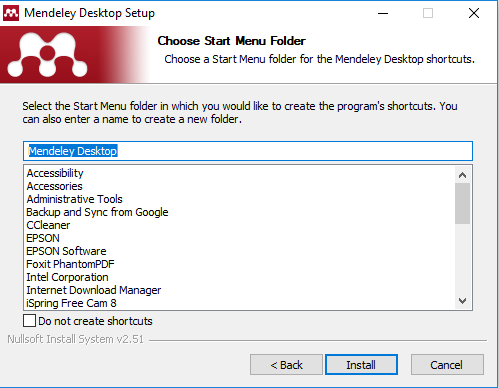 Mendeley Desktop Setup
Choose Start Menu Folder
Choose a Start Menu folder for the Mendeley Desktop shortcuts.
Select the Start Menu folder in which you would like to create the program's shortcuts. You
can also enter a name to create a new folder.
Mendeley Desktop
Accessibility
Accessories
Administrative Tools
Backup and Sync from Google
CCleaner
EPSON
EPSON Software
Foxit PhantomPDF
Intel Corporation
Internet Download Manager
iSpring Free Cam 8
Do not create shortcuts
Nullsoft Install System v2.51
< Back
Install
Cancel